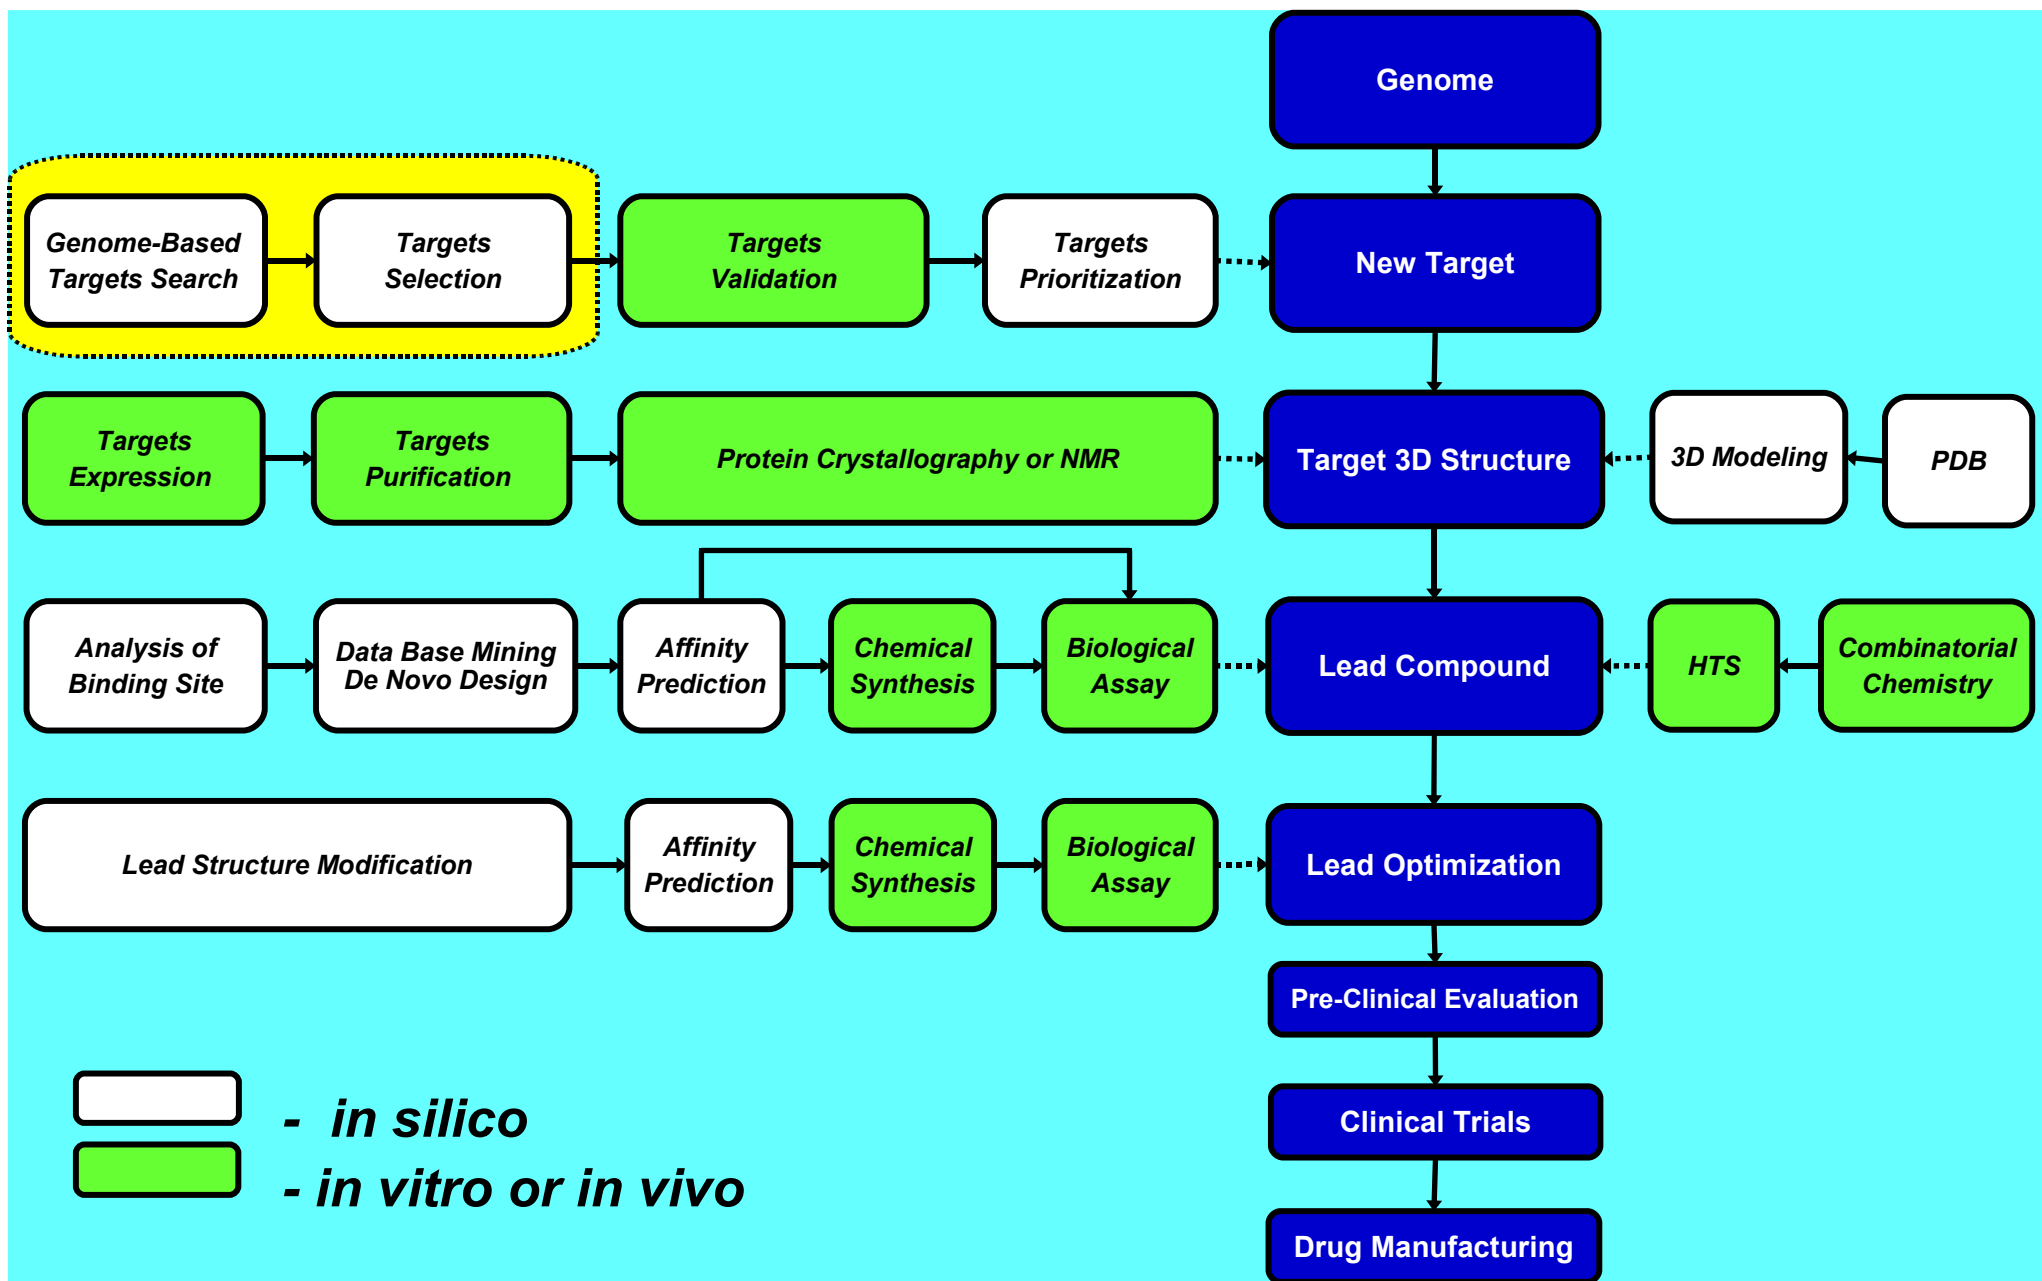 Genome
Genome-Based
Targets Search
Targets
Selection
Targets
Validation
Targets
Prioritization
New Target
Targets
Expression
Targets
Purification
Protein Crystallography or NMR
Target 3D Structure
3D Modeling
PDB
Analysis of
Binding Site
Data Base Mining
De Novo Design
Affinity
Prediction
Chemical
Synthesis
Biological
Assay
Lead Compound
HTS
Combinatorial
Chemistry
Lead Structure Modification
Affinity
Prediction
Chemical
Synthesis
Biological
Assay
Lead Optimization
Pre-Clinical Evaluation
Clinical Trials
Drug Manufacturing
- in silico
- in vitro or in vivo